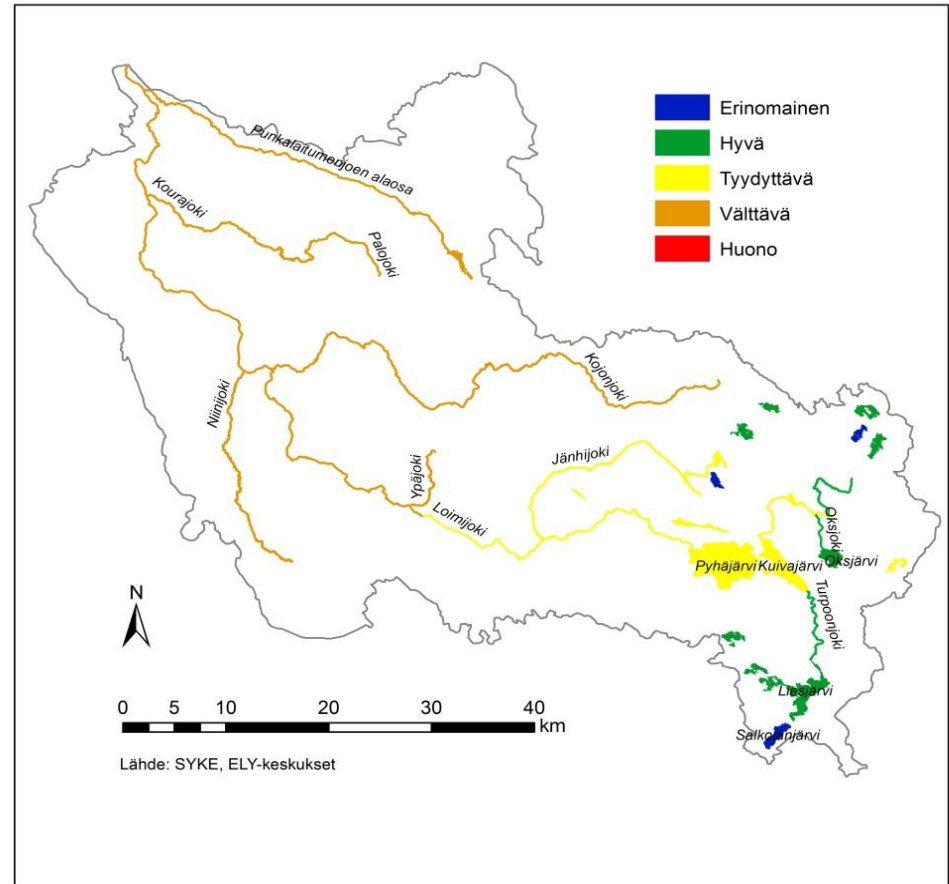 Erinomainen
Hyvä
Tyydyttävä
Välttävä
Huono
Punkalaitumenjoen alaosa
Kourajoki
Palojoki
Niinijoki
Kojonjoki
Ypäjoki
Jänhijoki
Loimijoki
Oksjoki
Oksjärvi
Pyhäjärvi
Kuivajärvi
Turpoonjoki
Liesjärvi
Salkolanjärvi
N
0 5 10 20 30 40
km
Lähde: SYKE, ELY-keskukset